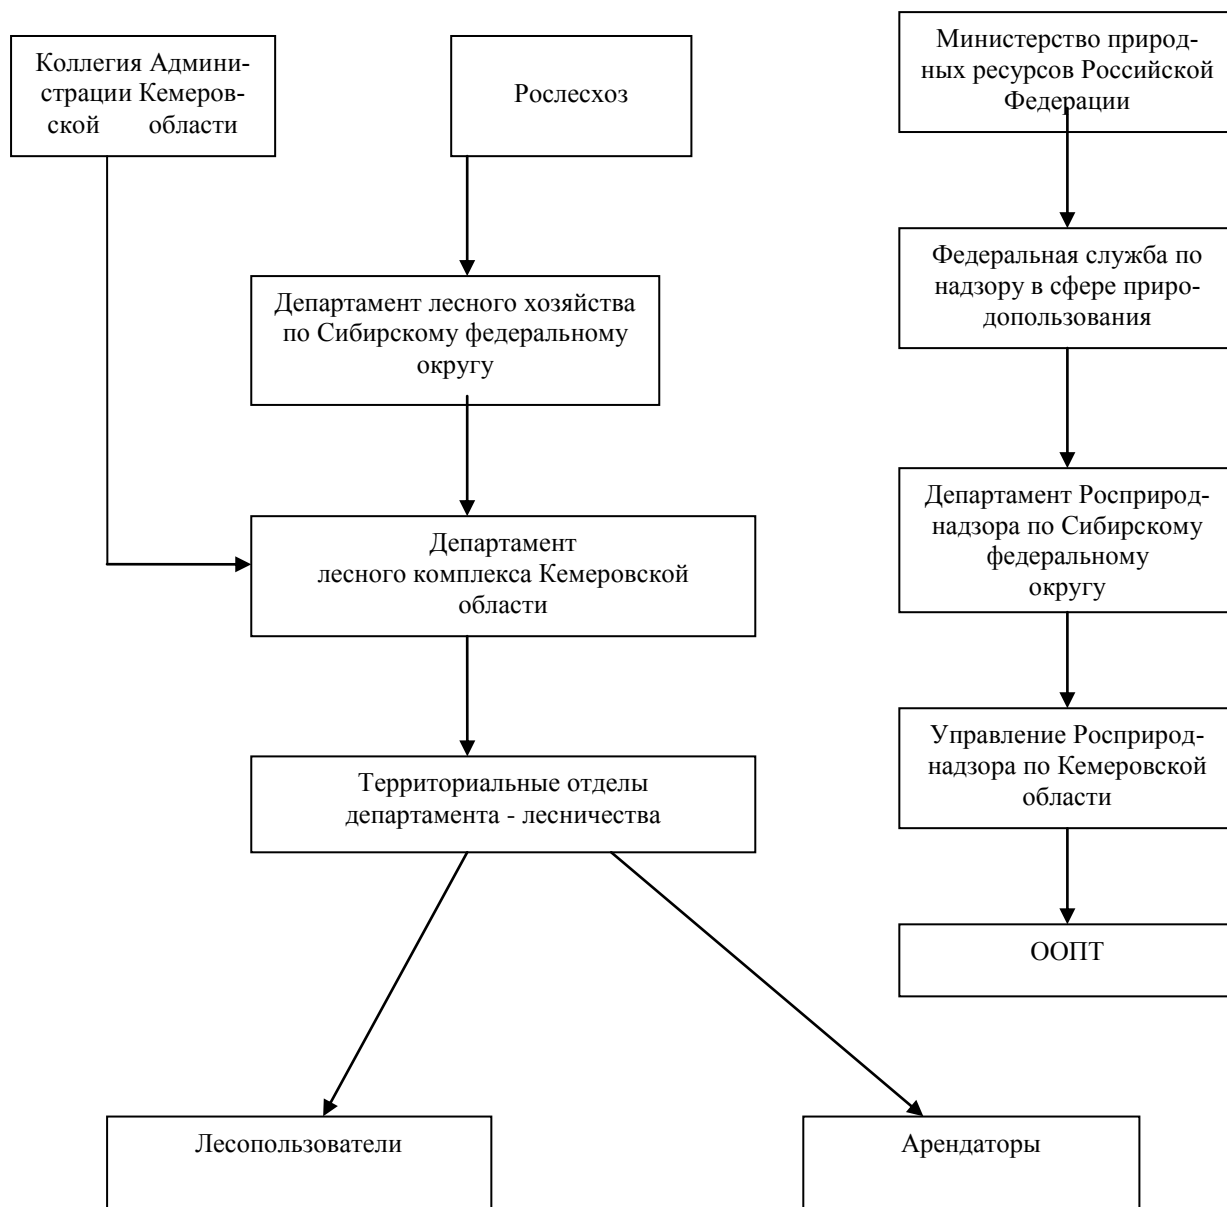 Коллегия Админи-
страции Кемеров-
ской области
Рослесхоз
Министерство природ-
ных ресурсов Российской
Федерации
Федеральная служба по
надзору в сфере приро-
допользования
Департамент лесного хозяйства
по Сибирскому федеральному
округу
Департамент Росприрод-
надзора по Сибирскому
федеральному
округу
Департамент
лесного комплекса Кемеровской
области
Управление Росприрод-
надзора по Кемеровской
области
Территориальные отделы
департамента - лесничества
ООПТ
Лесопользователи
Арендаторы